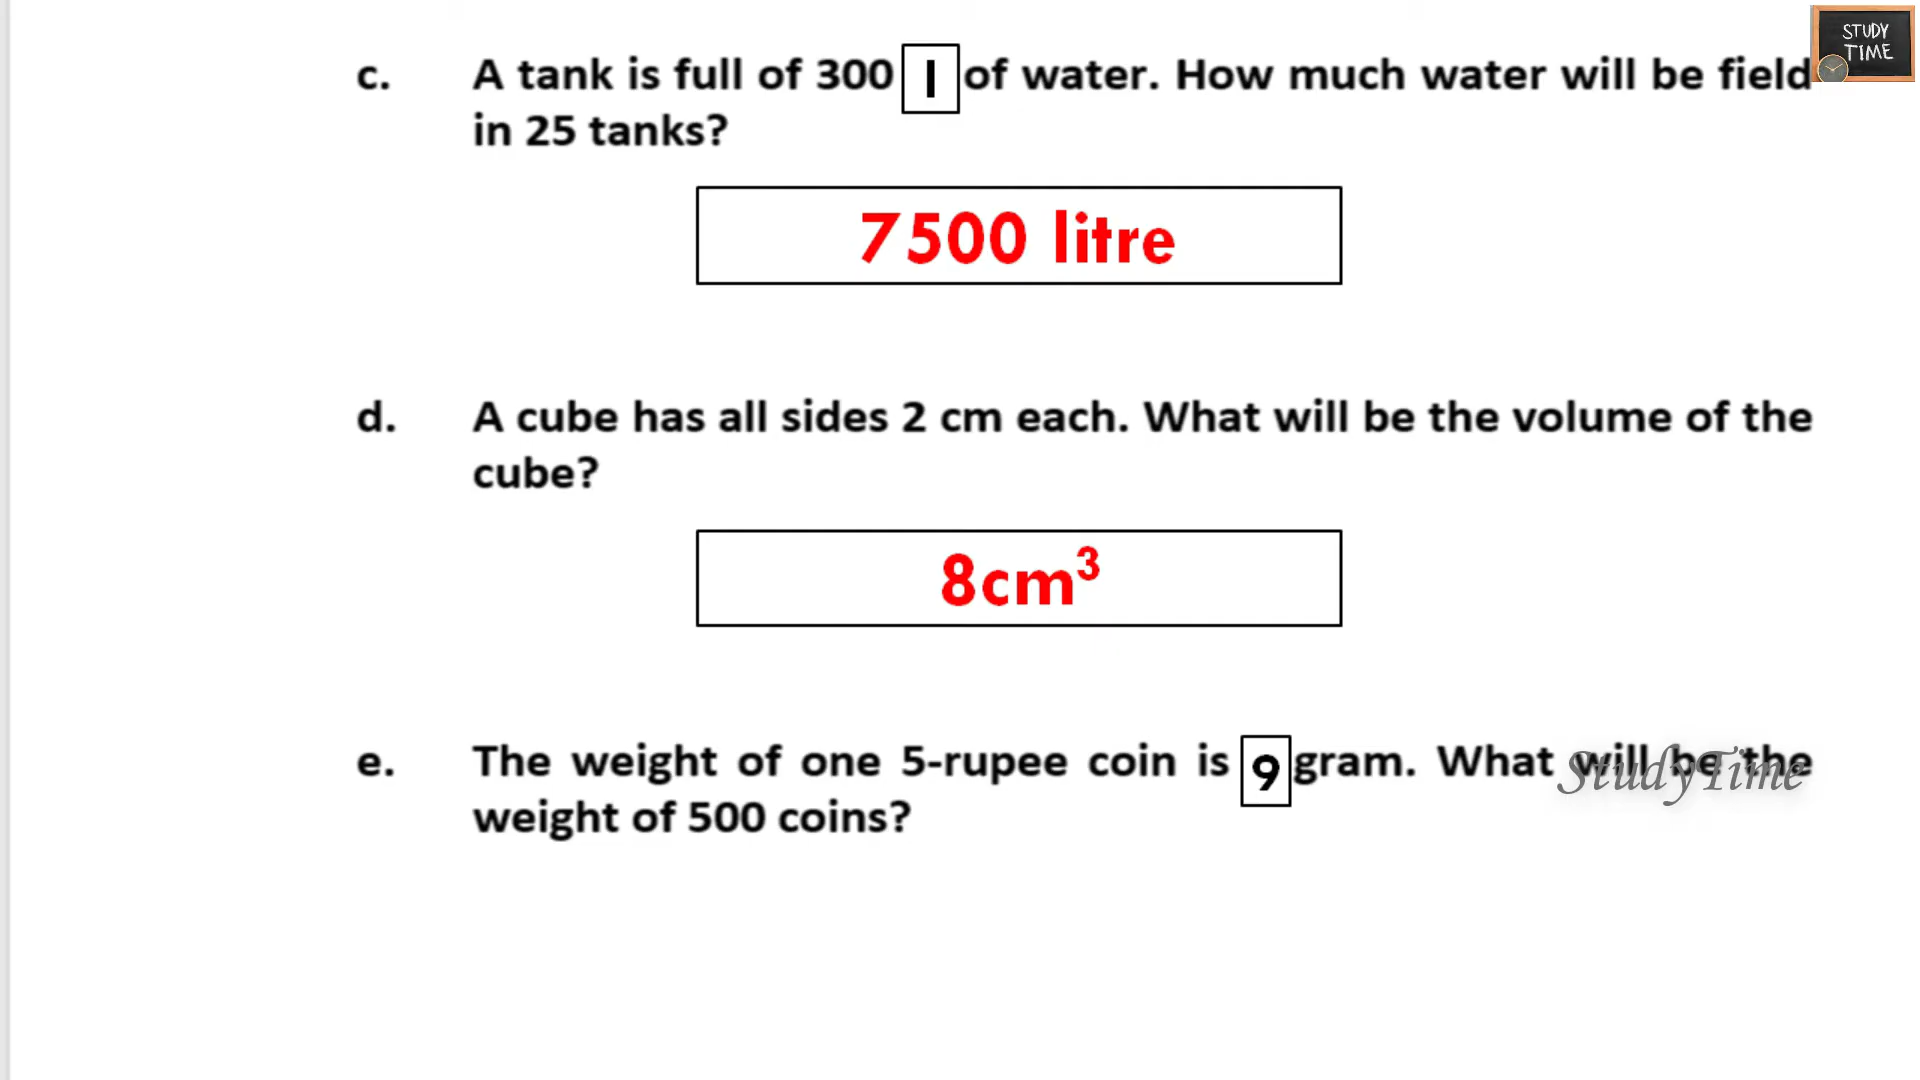 STUDY
TIME
c. A tank is full of 300 l of water. How much water will be field
in 25 tanks?
7500 litre
d. A cube has all sides 2 cm each. What will be the volume of the
cube?
8cm³
e. The weight of one 5-rupee coin is 9 gram. What will be the
StudyTime
weight of 500 coins?